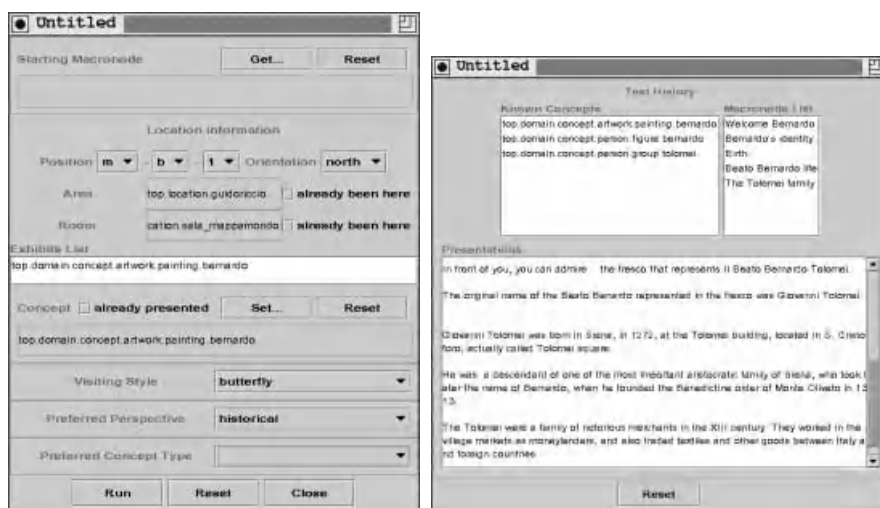 Untitled
Starting Macronode Get... Reset
Location information
Position m - b - 1 Orientation north
Area top.location.guidoriccio already been here
Room cation.sala_mappamondo already been here
Exhibits List
top.domain.concept.artwork.painting.bernardo
Concept already presented Set... Reset
top.domain.concept.artwork.painting.bernardo
Visiting Style butterfly
Preferred Perspective historical
Preferred Concept Type
Run Reset Close
Untitled
Text History
Known Concepts Macronode List
top.domain.concept.artwork.painting.bernardo Welcome Bernardo
top.domain.concept.person.figure.bernardo Bernardo's identity
top.domain.concept.person.group.tolomei Birth
Beato Bernardo life
The Tolomei family
Presentations
In front of you, you can admire the fresco that represents Il Beato Bernardo Tolomei.
The original name of the Beato Bernardo represented in the fresco was Giovanni Tolomei.
Giovanni Tolomei was born in Siena, in 1272, at the Tolomei building, located in S. Cristo
foro, actually called Tolomei square.
He was a descendant of one of the most important aristocratic family of Siena, who took l
ater the name of Bernardo, when he founded the Benedictine order of Monte Oliveto in 13
13.
The Tolomei were a family of notorious merchants in the XIII century. They worked in the
village markets as moneylenders, and also traded textiles and other goods between Italy a
nd foreign countries.
Reset